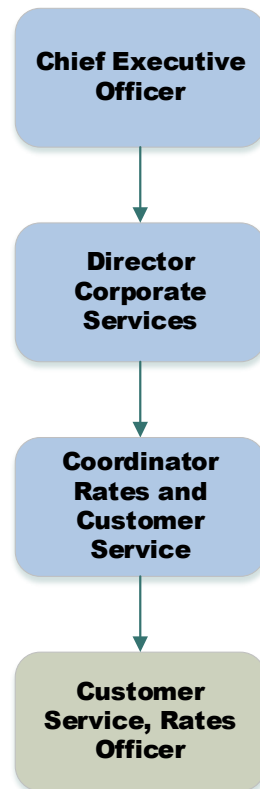 Chief Executive
Officer
Director
Corporate
Services
Coordinator
Rates and
Customer
Service
Customer
Service, Rates
Officer